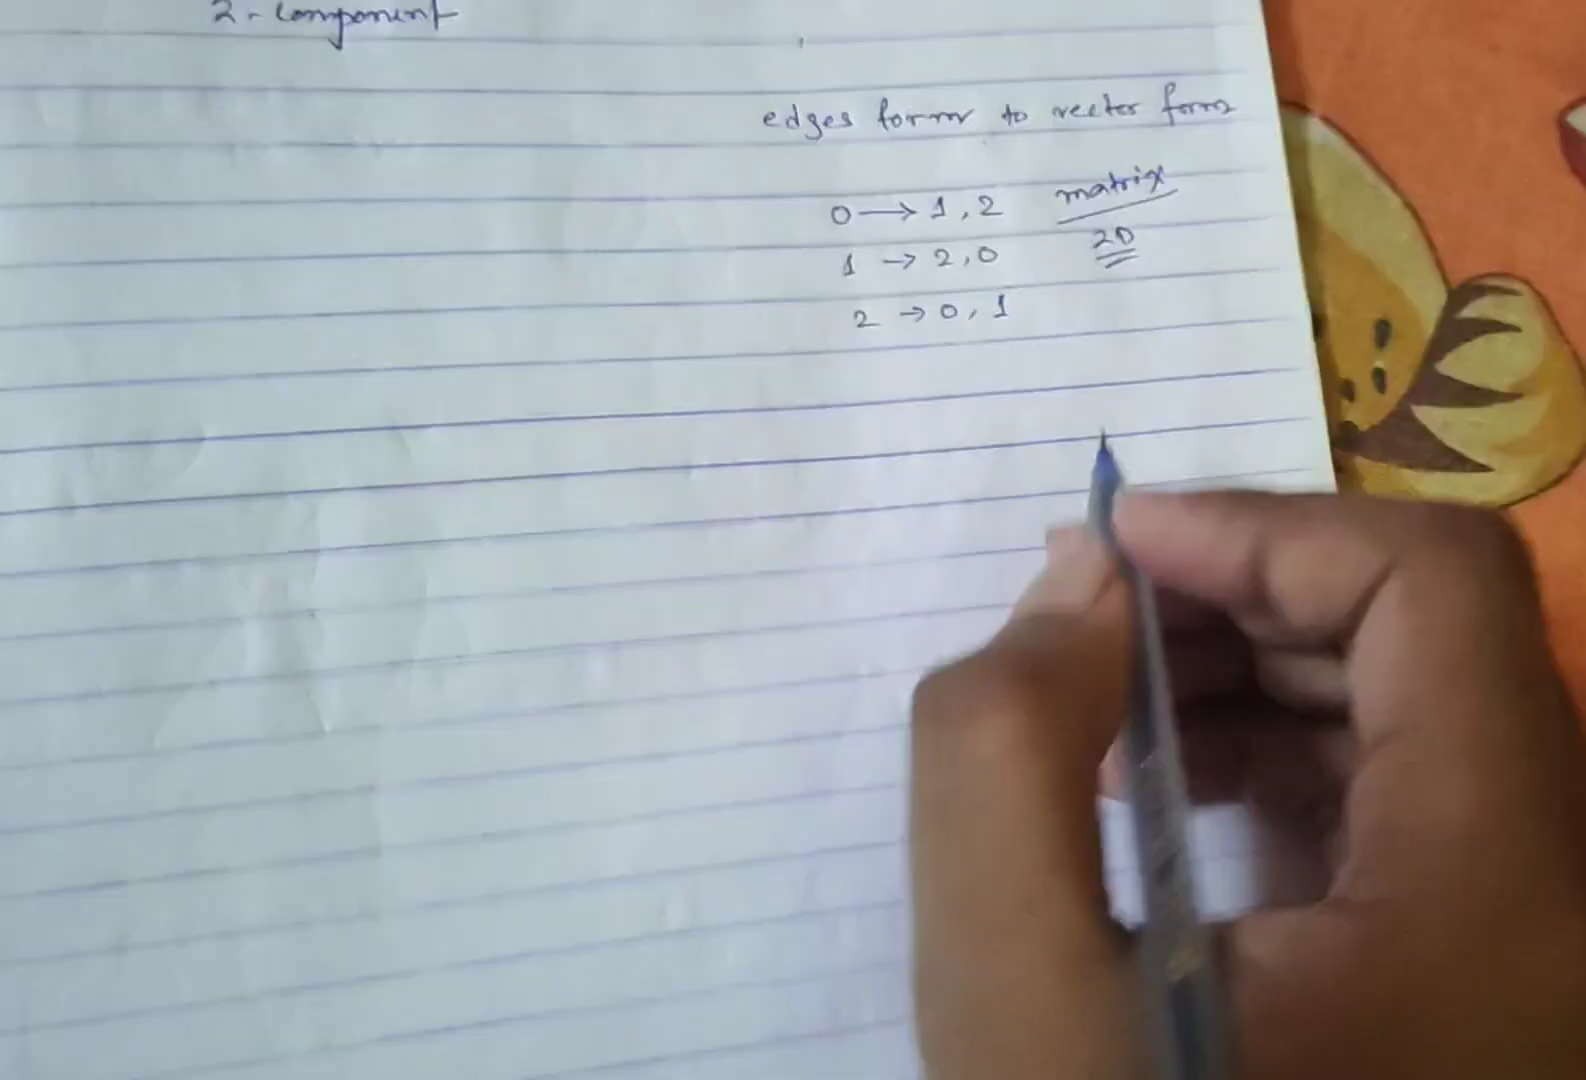 2-component
edges form to vector form
0 → 1, 2 matrix
1 → 2, 0 2D
2 → 0, 1